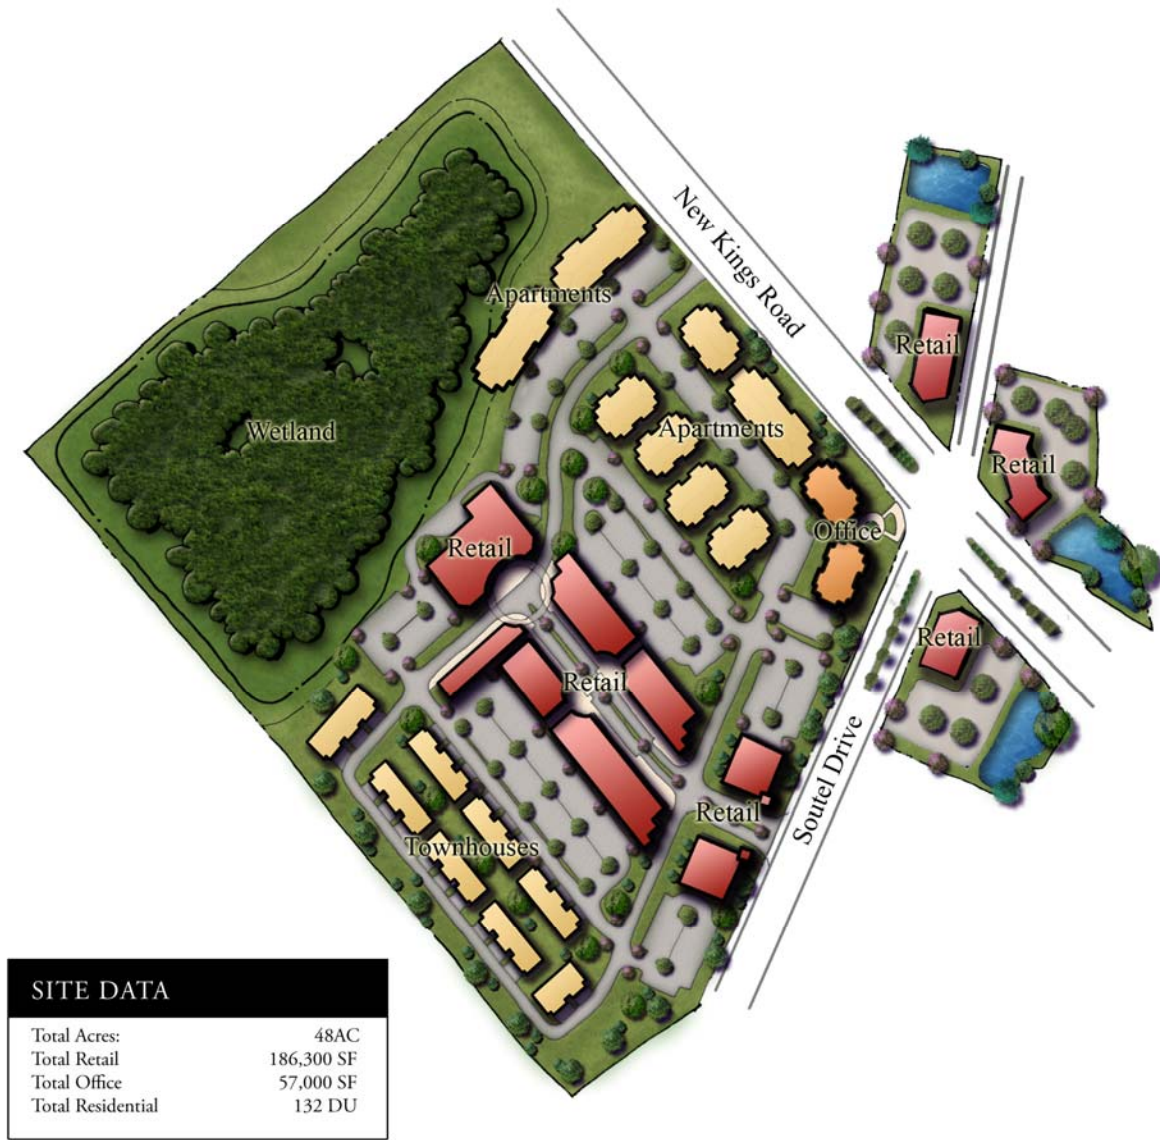 New Kings Road
Apartments
Retail
Wetland
Apartments
Retail
Office
Retail
Retail
Retail
Retail
Soutel Drive
Townhouses
SITE DATA
Total Acres: 48AC
Total Retail 186,300 SF
Total Office 57,000 SF
Total Residential 132 DU